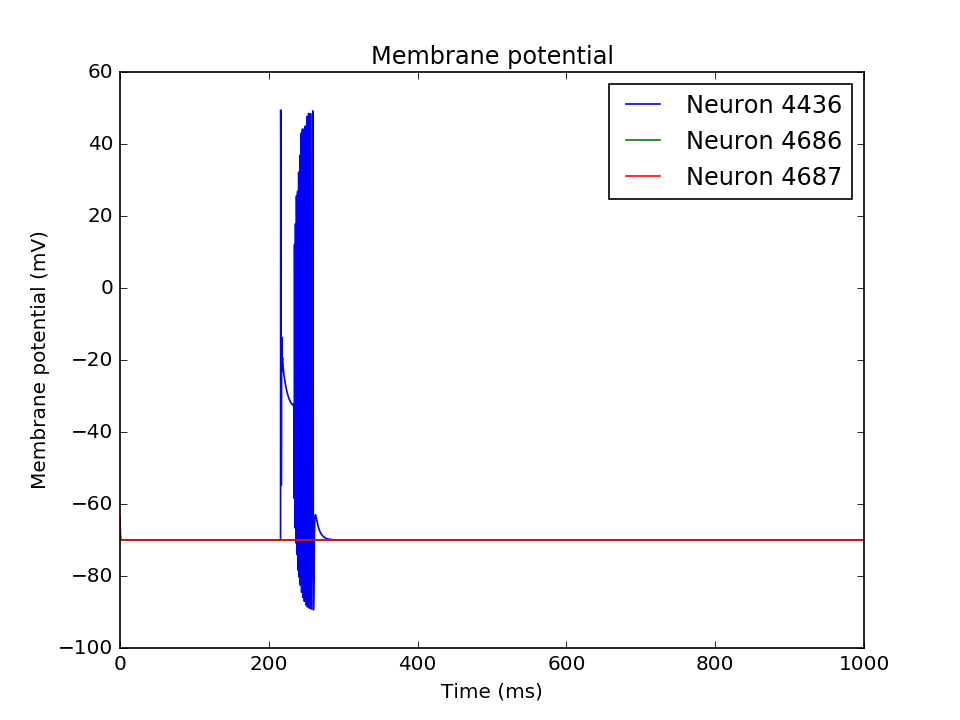 Membrane potential
60
40
20
0
−20
−40
−60
−80
−100
Membrane potential (mV)
Neuron 4436
Neuron 4686
Neuron 4687
0 200 400 600 800 1000
Time (ms)